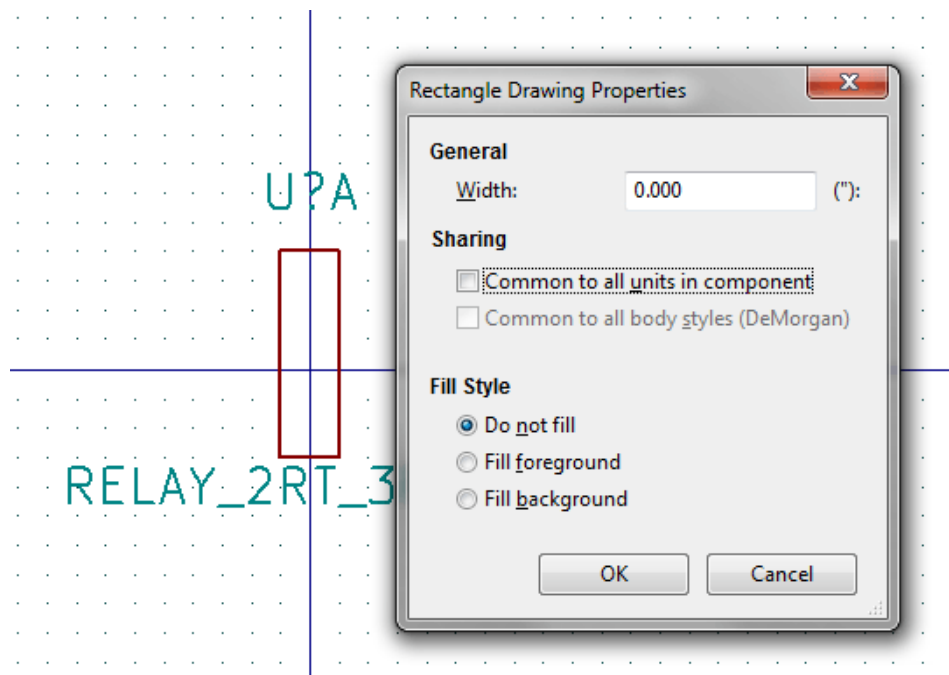 Rectangle Drawing Properties
x
General
Width: 0.000 ("):
Sharing
Common to all units in component
Common to all body styles (DeMorgan)
Fill Style
Do not fill
Fill foreground
Fill background
OK Cancel
U?A
RELAY_2RT_3